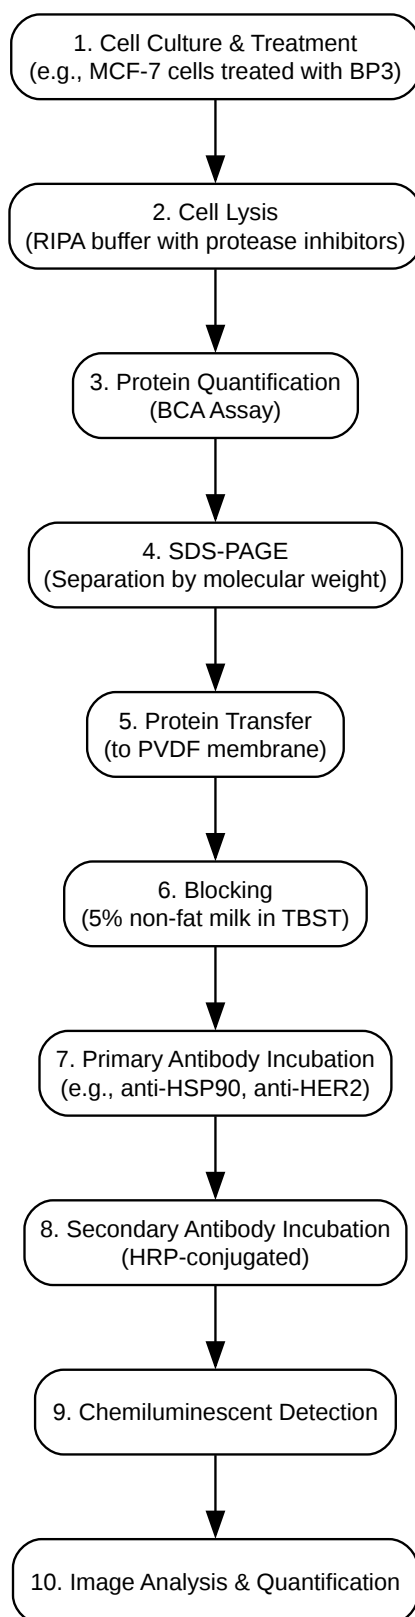 1. Cell Culture & Treatment
(e.g., MCF-7 cells treated with BP3)
2. Cell Lysis
(RIPA buffer with protease inhibitors)
3. Protein Quantification
(BCA Assay)
4. SDS-PAGE
(Separation by molecular weight)
5. Protein Transfer
(to PVDF membrane)
6. Blocking
(5% non-fat milk in TBST)
7. Primary Antibody Incubation
(e.g., anti-HSP90, anti-HER2)
8. Secondary Antibody Incubation
(HRP-conjugated)
9. Chemiluminescent Detection
10. Image Analysis & Quantification